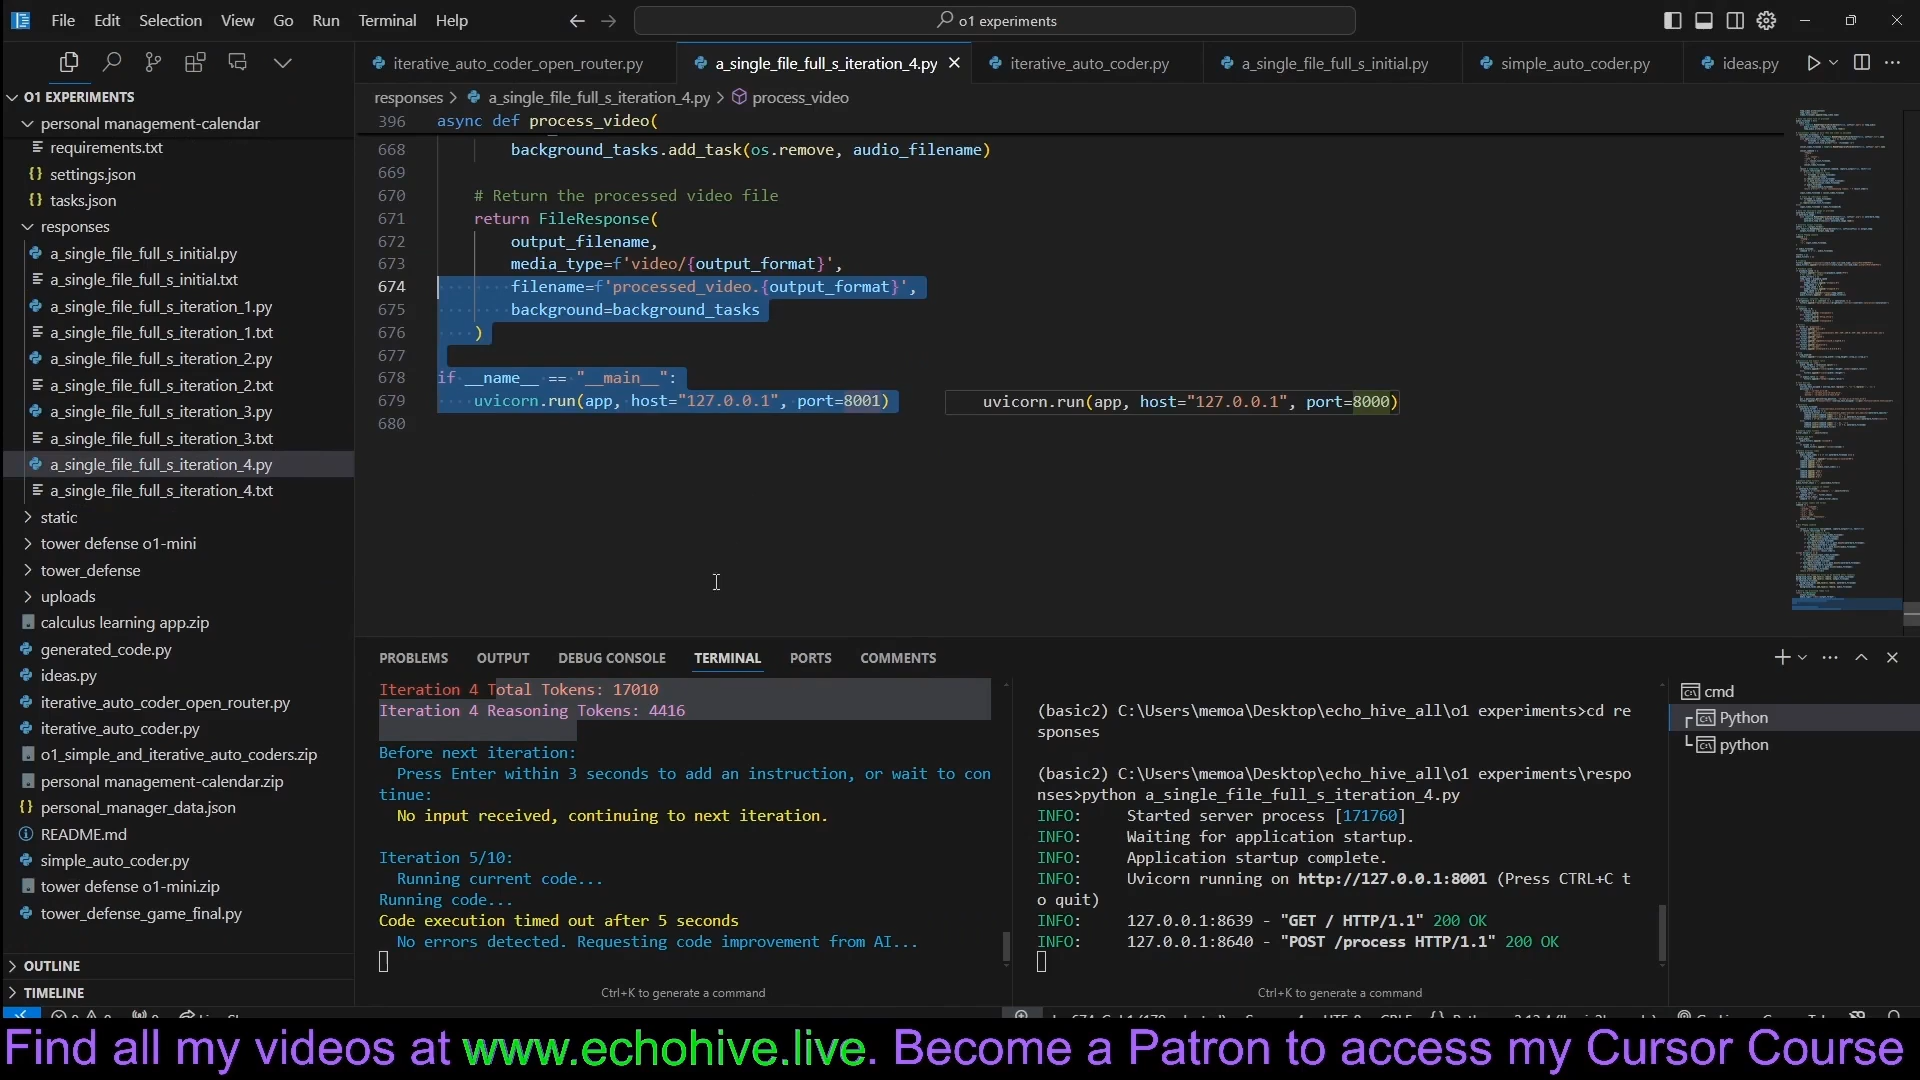 File Edit Selection View Go Run Terminal Help
o1 experiments
iterative_auto_coder_open_router.py
a_single_file_full_s_iteration_4.py
iterative_auto_coder.py
a_single_file_full_s_initial.py
simple_auto_coder.py
ideas.py
O1 EXPERIMENTS
personal management-calendar
requirements.txt
settings.json
tasks.json
responses
a_single_file_full_s_initial.py
a_single_file_full_s_initial.txt
a_single_file_full_s_iteration_1.py
a_single_file_full_s_iteration_1.txt
a_single_file_full_s_iteration_2.py
a_single_file_full_s_iteration_2.txt
a_single_file_full_s_iteration_3.py
a_single_file_full_s_iteration_3.txt
a_single_file_full_s_iteration_4.py
a_single_file_full_s_iteration_4.txt
static
tower defense o1-mini
tower_defense
uploads
calculus learning app.zip
generated_code.py
ideas.py
iterative_auto_coder_open_router.py
iterative_auto_coder.py
o1_simple_and_iterative_auto_coders.zip
personal management-calendar.zip
personal_manager_data.json
README.md
simple_auto_coder.py
tower defense o1-mini.zip
tower_defense_game_final.py
OUTLINE
TIMELINE
responses > a_single_file_full_s_iteration_4.py > process_video
396 async def process_video(
668 background_tasks.add_task(os.remove, audio_filename)
669
670 # Return the processed video file
671 return FileResponse(
672 output_filename,
673 media_type=f'video/{output_format}',
674 filename=f'processed_video.{output_format}',
675 background=background_tasks
676 )
677
678 if __name__ == "__main__":
679 uvicorn.run(app, host="127.0.0.1", port=8001)
uvicorn.run(app, host="127.0.0.1", port=8000)
680
PROBLEMS OUTPUT DEBUG CONSOLE TERMINAL PORTS COMMENTS
Iteration 4 Total Tokens: 17010
Iteration 4 Reasoning Tokens: 4416
Before next iteration:
Press Enter within 3 seconds to add an instruction, or wait to con
tinue:
No input received, continuing to next iteration.
Iteration 5/10:
Running current code...
Running code...
Code execution timed out after 5 seconds
No errors detected. Requesting code improvement from AI...
Ctrl+K to generate a command
(basic2) C:\Users\memoa\Desktop\echo_hive_all\o1 experiments>cd re
sponses
(basic2) C:\Users\memoa\Desktop\echo_hive_all\o1 experiments\respo
nses>python a_single_file_full_s_iteration_4.py
INFO: Started server process [171760]
INFO: Waiting for application startup.
INFO: Application startup complete.
INFO: Uvicorn running on http://127.0.0.1:8001 (Press CTRL+C t
o quit)
INFO: 127.0.0.1:8639 - "GET / HTTP/1.1" 200 OK
INFO: 127.0.0.1:8640 - "POST /process HTTP/1.1" 200 OK
Ctrl+K to generate a command
cmd
Python
python
Find all my videos at www.echohive.live. Become a Patron to access my Cursor Course